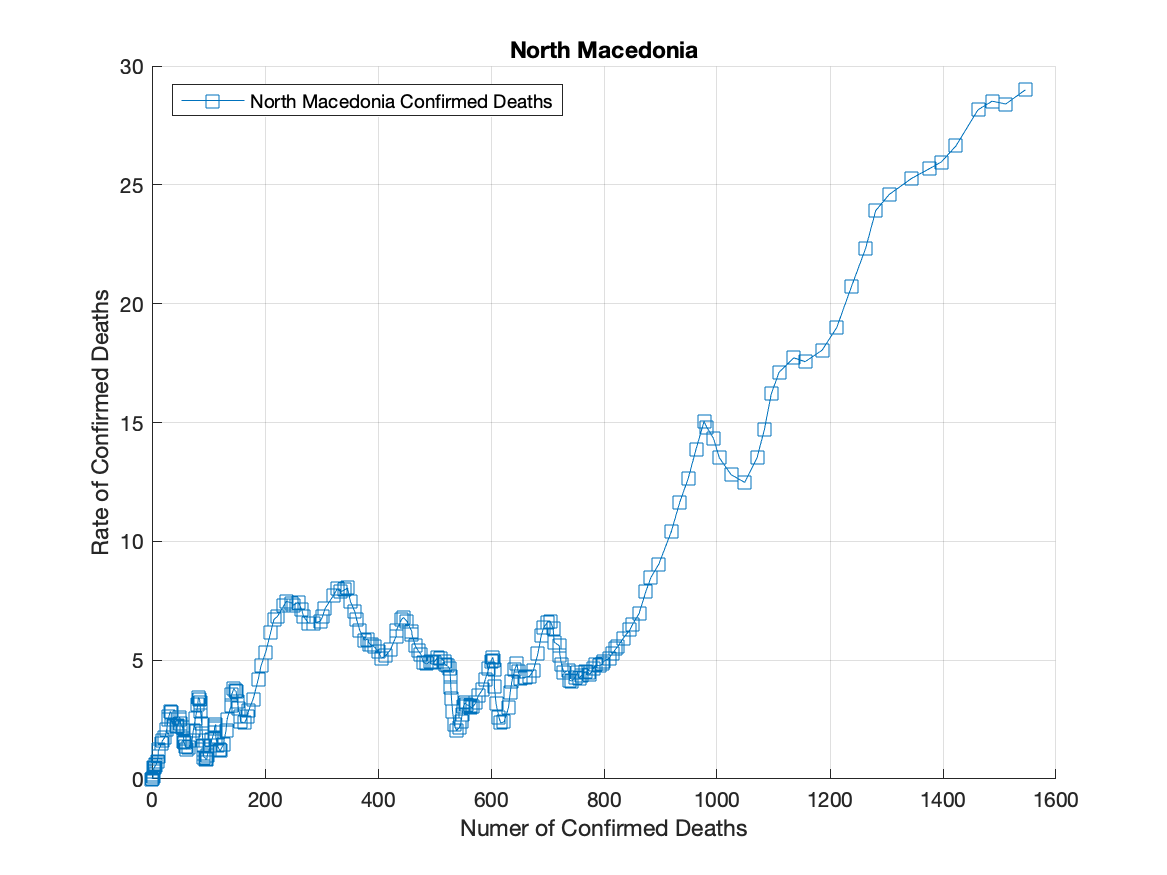 North Macedonia
North Macedonia Confirmed Deaths
30
25
20
15
10
5
0
Rate of Confirmed Deaths
0 200 400 600 800 1000 1200 1400 1600
Numer of Confirmed Deaths